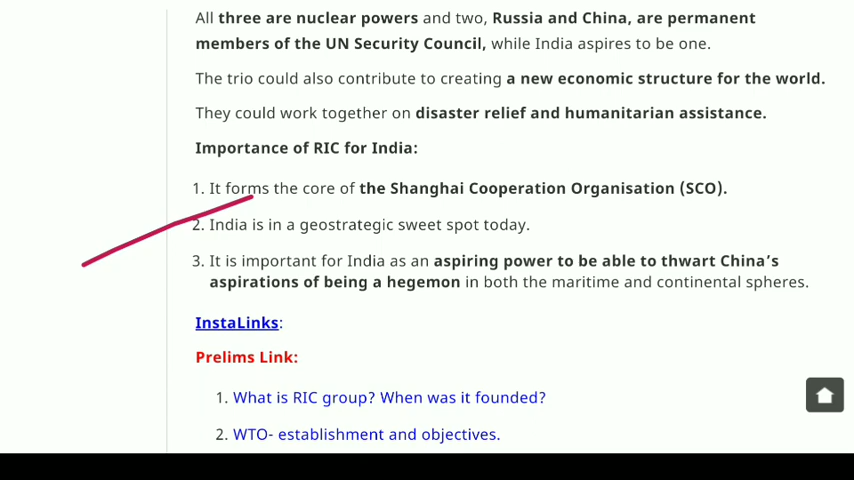 All three are nuclear powers and two, Russia and China, are permanent
members of the UN Security Council, while India aspires to be one.
The trio could also contribute to creating a new economic structure for the world.
They could work together on disaster relief and humanitarian assistance.
Importance of RIC for India:
1. It forms the core of the Shanghai Cooperation Organisation (SCO).
2. India is in a geostrategic sweet spot today.
3. It is important for India as an aspiring power to be able to thwart China's
aspirations of being a hegemon in both the maritime and continental spheres.
InstaLinks:
Prelims Link:
1. What is RIC group? When was it founded?
2. WTO- establishment and objectives.